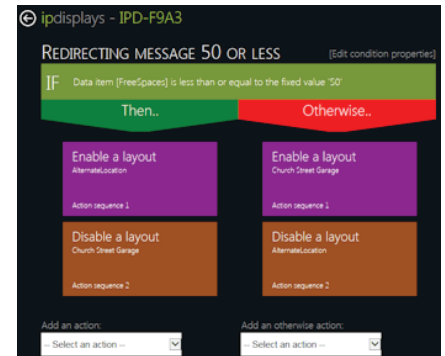 ipdisplays - IPD-F9A3
REDIRECTING MESSAGE 50 OR LESS
[Edit condition properties]
IF Data item [FreeSpaces] is less than or equal to the fixed value '50'
Then..
Otherwise..
Enable a layout
AlternateLocation
Action sequence 1
Enable a layout
Church Street Garage
Action sequence 1
Disable a layout
Church Street Garage
Action sequence 2
Disable a layout
AlternateLocation
Action sequence 2
Add an action:
-- Select an action --
Add an otherwise action:
-- Select an action --